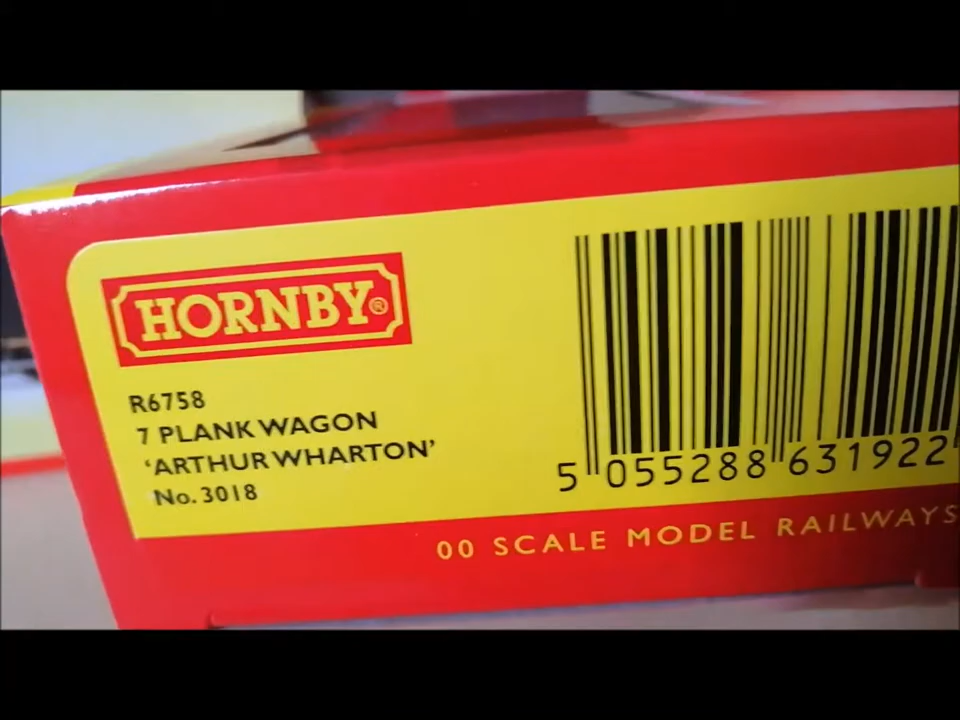 HORNBY®
R6758
7 PLANK WAGON
‘ARTHUR WHARTON’
No. 3018
5 055288 631922
00 SCALE MODEL RAILWAYS